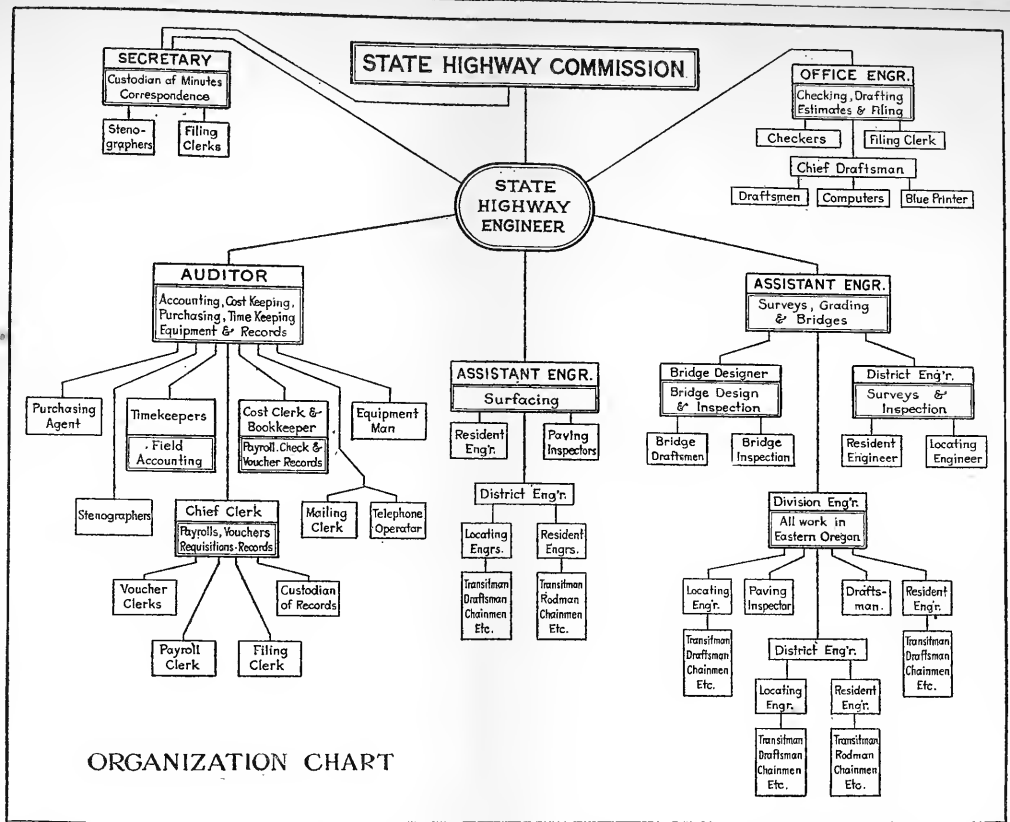 STATE HIGHWAY COMMISSION
SECRETARY
Custodian of Minutes
Correspondence
Steno-
graphers
Filing
Clerks
OFFICE ENGR.
Checking, Drafting
Estimates & Filing
Checkers
Filing Clerk
Chief Draftsman
Draftsmen
Computers
Blue Printer
STATE
HIGHWAY
ENGINEER
AUDITOR
Accounting, Cost Keeping,
Purchasing, Time Keeping
Equipment & Records
Purchasing
Agent
Timekeepers
Field
Accounting
Cost Clerk &
Bookkeeper
Payroll, Check &
Voucher Records
Equipment
Man
Stenographers
Chief Clerk
Payrolls, Vouchers
Requisitions-Records
Mailing
Clerk
Telephone
Operator
Voucher
Clerks
Custodian
of Records
Payroll
Clerk
Filing
Clerk
ASSISTANT ENGR.
Surfacing
Resident
Eng'r.
Paving
Inspectors
District Eng'r.
Locating
Engrs.
Resident
Engrs.
Transitman
Draftsman
Chainmen
Etc.
Transitman
Rodman
Chainmen
Etc.
ASSISTANT ENGR.
Surveys, Grading
& Bridges
Bridge Designer
Bridge Design
& Inspection
Bridge
Draftsmen
Bridge
Inspection
District Eng'r.
Surveys &
Inspection
Resident
Engineer
Locating
Engineer
Division Eng'r.
All work in
Eastern Oregon
Locating
Eng'r.
Paving
Inspector
Drafts-
man.
Resident
Eng'r.
Transitman
Draftsman
Chainmen
Etc.
District Eng'r.
Transitman
Draftsman
Chainmen
Etc.
Locating
Engr.
Resident
Engr.
Transitman
Draftsman
Chainmen
Etc.
Transitman
Rodman
Chainmen
Etc.
ORGANIZATION CHART